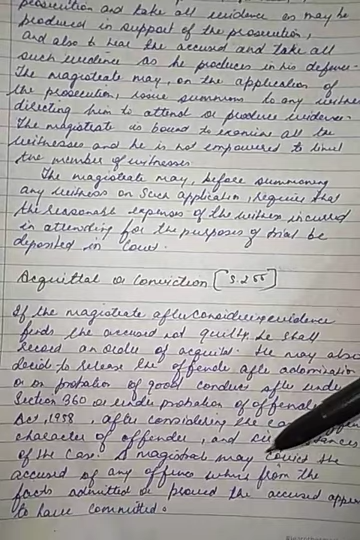 prosecution and take all evidence as may be
produced in support of the prosecution,
and also to hear the accused and take all
such evidence as he produces in his defence.
The magistrate may, on the application of
the prosecution, issue summons to any witness
directing him to attend or produce evidence.
The magistrate is bound to examine all the
witnesses and he is not empowered to limit
the member of witnesses
The magistrate may, before summoning
any witness on such application, require that
the reasonable expenses of the witness incurred
in attending for the purposes of trial be
deposited in Court.
Acquittal or Conviction [S.255]
If the magistrate after considering evidence
finds the accused not guilty, he shall
record an order of acquittal. He may also
decid to release the offender after admonition
or on probation of good conduct after under
Section 360 or under probation of offender
Act, 1958, after considering the
character of offender, and
of the case. A magistrate may convict the
accused of any offence which from the
facts admitted or proved the accused appea
to have committed.